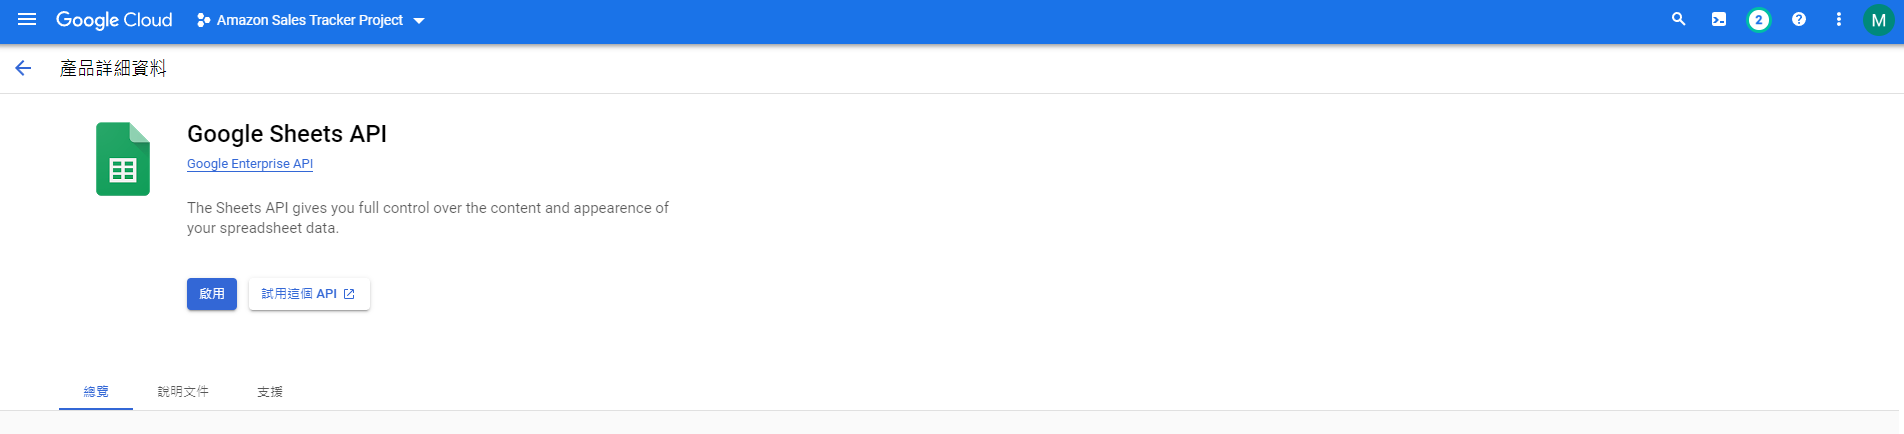 Google Cloud Amazon Sales Tracker Project 2 M
產品詳細資料
Google Sheets API
Google Enterprise API
The Sheets API gives you full control over the content and appearence of
your spreadsheet data.
啟用 試用這個 API
總覽 說明文件 支援